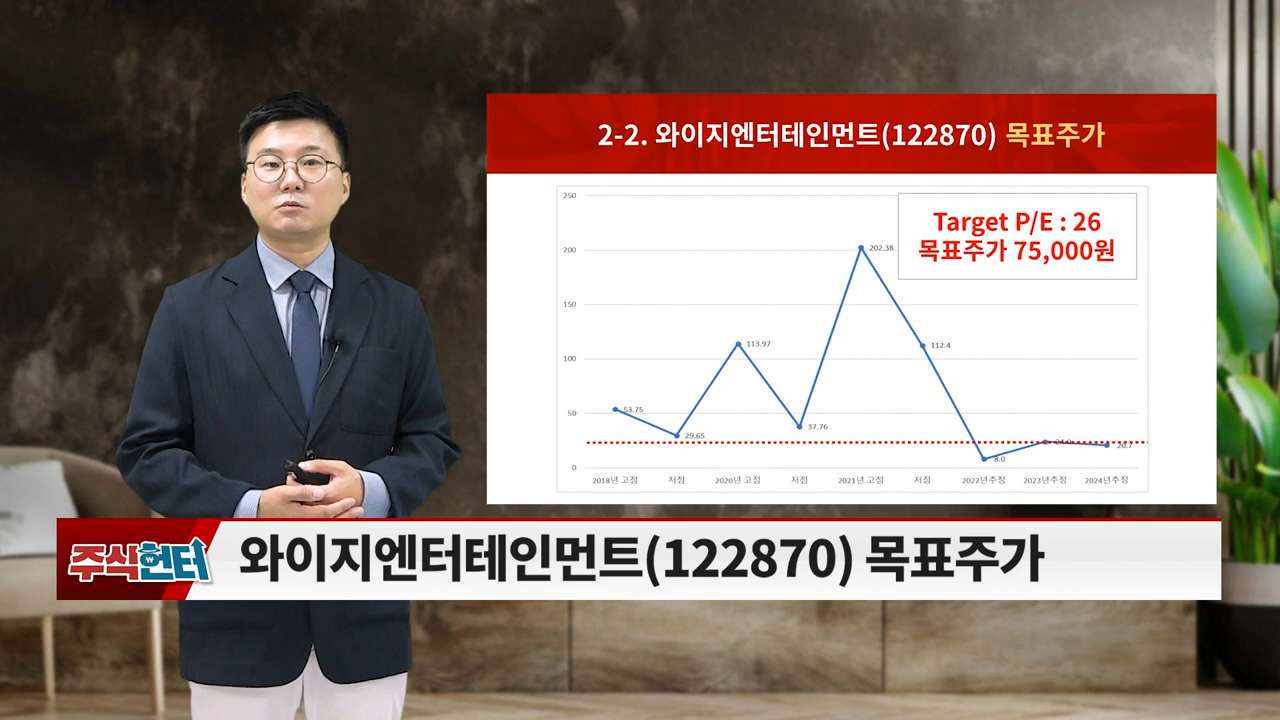 2-2. 와이지엔터테인먼트(122870) 목표주가
Target P/E : 26
목표주가 75,000원
250
200
150
100
50
0
53.75
29.65
113.97
37.76
202.38
112.4
8.0
20.7
2018년 고점
저점
2020년 고점
저점
2021년 고점
저점
2022년추정
2023년추정
2024년추정
주식헌터
와이지엔터테인먼트(122870) 목표주가